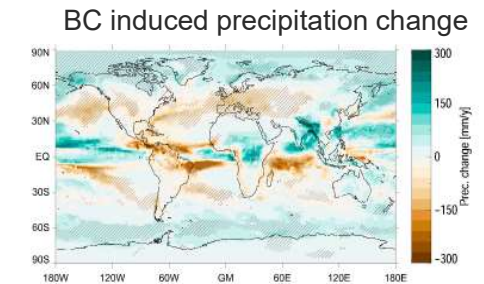 BC induced precipitation change
90N
60N
30N
EQ
30S
60S
90S
180W 120W 60W GM 60E 120E 180E
300
150
0
-150
-300
Prec. change [mm/y]